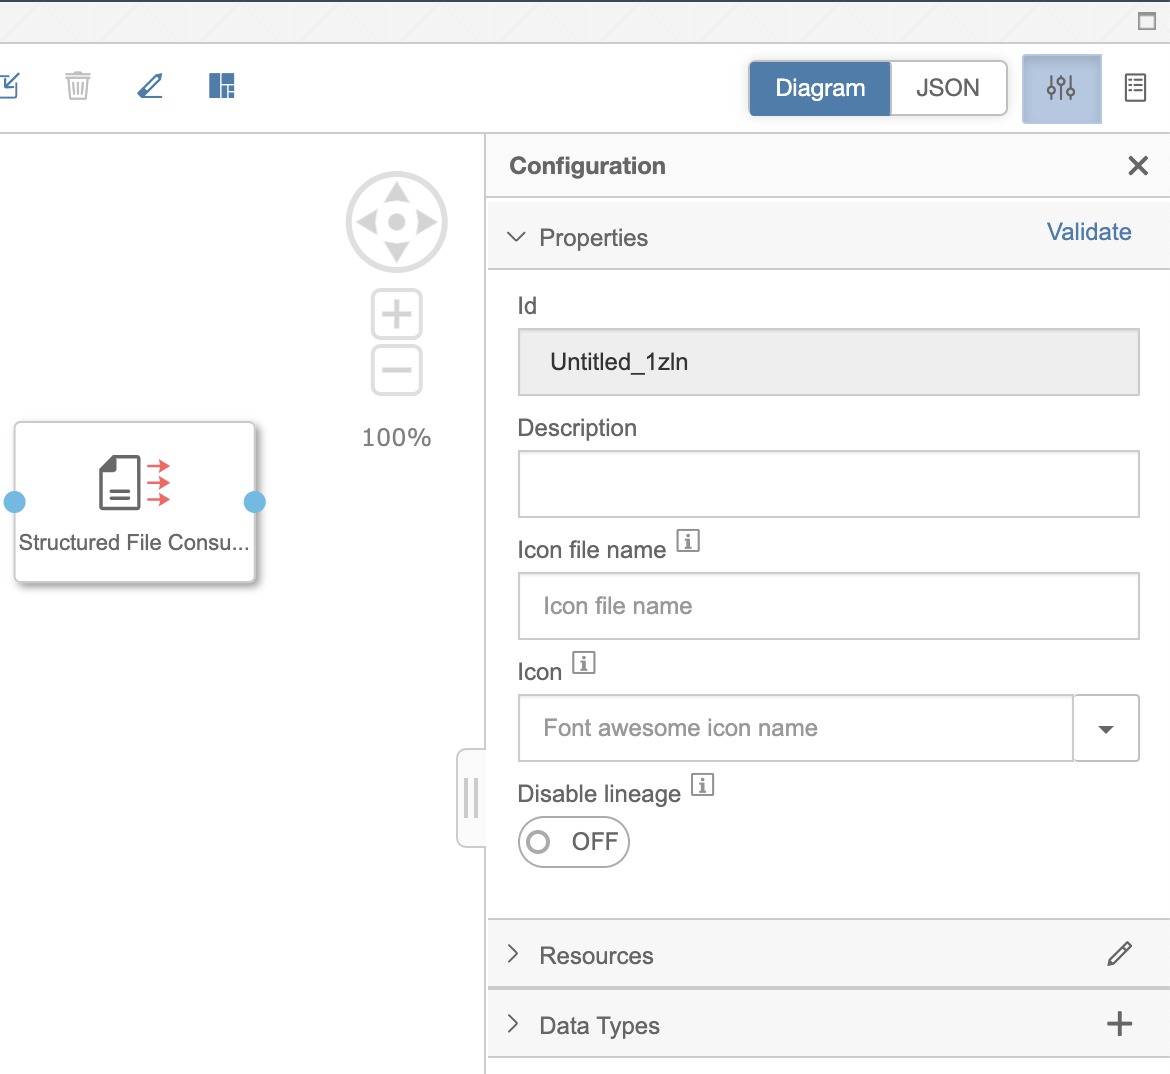 Diagram
JSON
Configuration
Properties
Validate
Id
Untitled_1zln
Description
Icon file name
Icon file name
Icon
Font awesome icon name
Disable lineage
OFF
Resources
Data Types
100%
Structured File Consu...